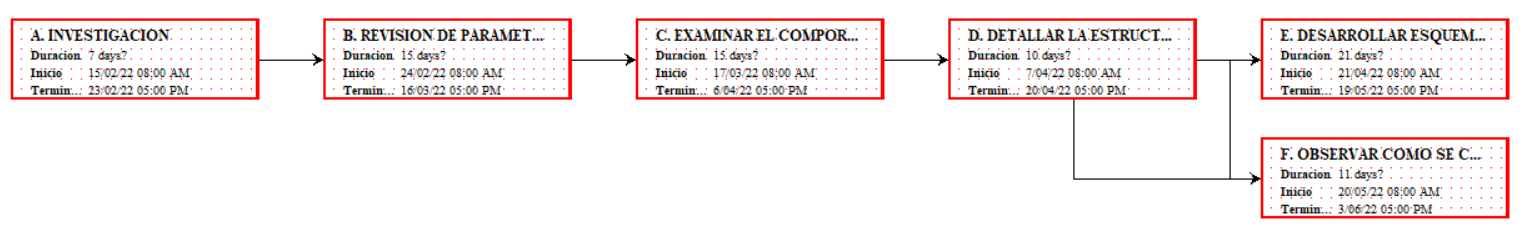 A. INVESTIGACION
Duracion 7 days?
Inicio 15/02/22 08:00 AM
Termin... 23/02/22 05:00 PM
B. REVISION DE PARAMET...
Duracion 15 days?
Inicio 24/02/22 08:00 AM
Termin... 16/03/22 05:00 PM
C. EXAMINAR EL COMPOR...
Duracion 15 days?
Inicio 17/03/22 08:00 AM
Termin... 6/04/22 05:00 PM
D. DETALLAR LA ESTRUCT...
Duracion 10 days?
Inicio 7/04/22 08:00 AM
Termin... 20/04/22 05:00 PM
E. DESARROLLAR ESQUEM...
Duracion 21 days?
Inicio 21/04/22 08:00 AM
Termin... 19/05/22 05:00 PM
F. OBSERVAR COMO SE C...
Duracion 11 days?
Inicio 20/05/22 08:00 AM
Termin... 3/06/22 05:00 PM